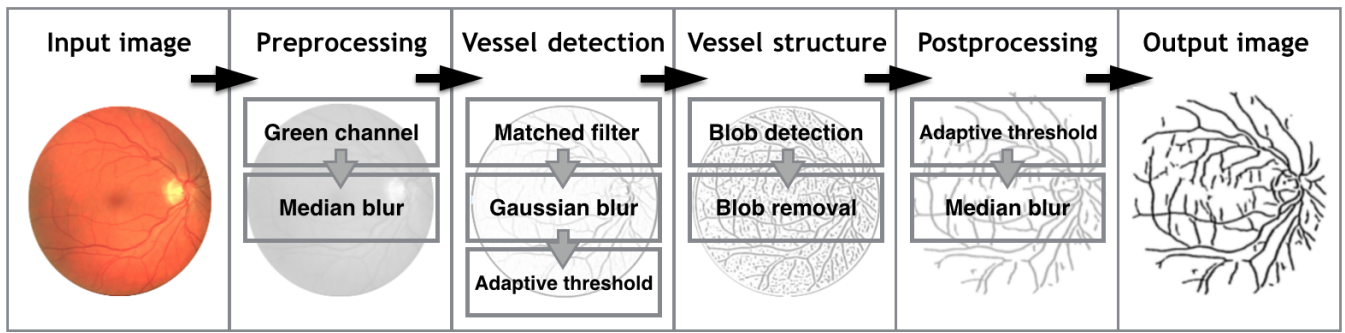 Input image
Preprocessing
Vessel detection
Vessel structure
Postprocessing
Output image
Green channel
Median blur
Matched filter
Gaussian blur
Adaptive threshold
Blob detection
Blob removal
Adaptive threshold
Median blur